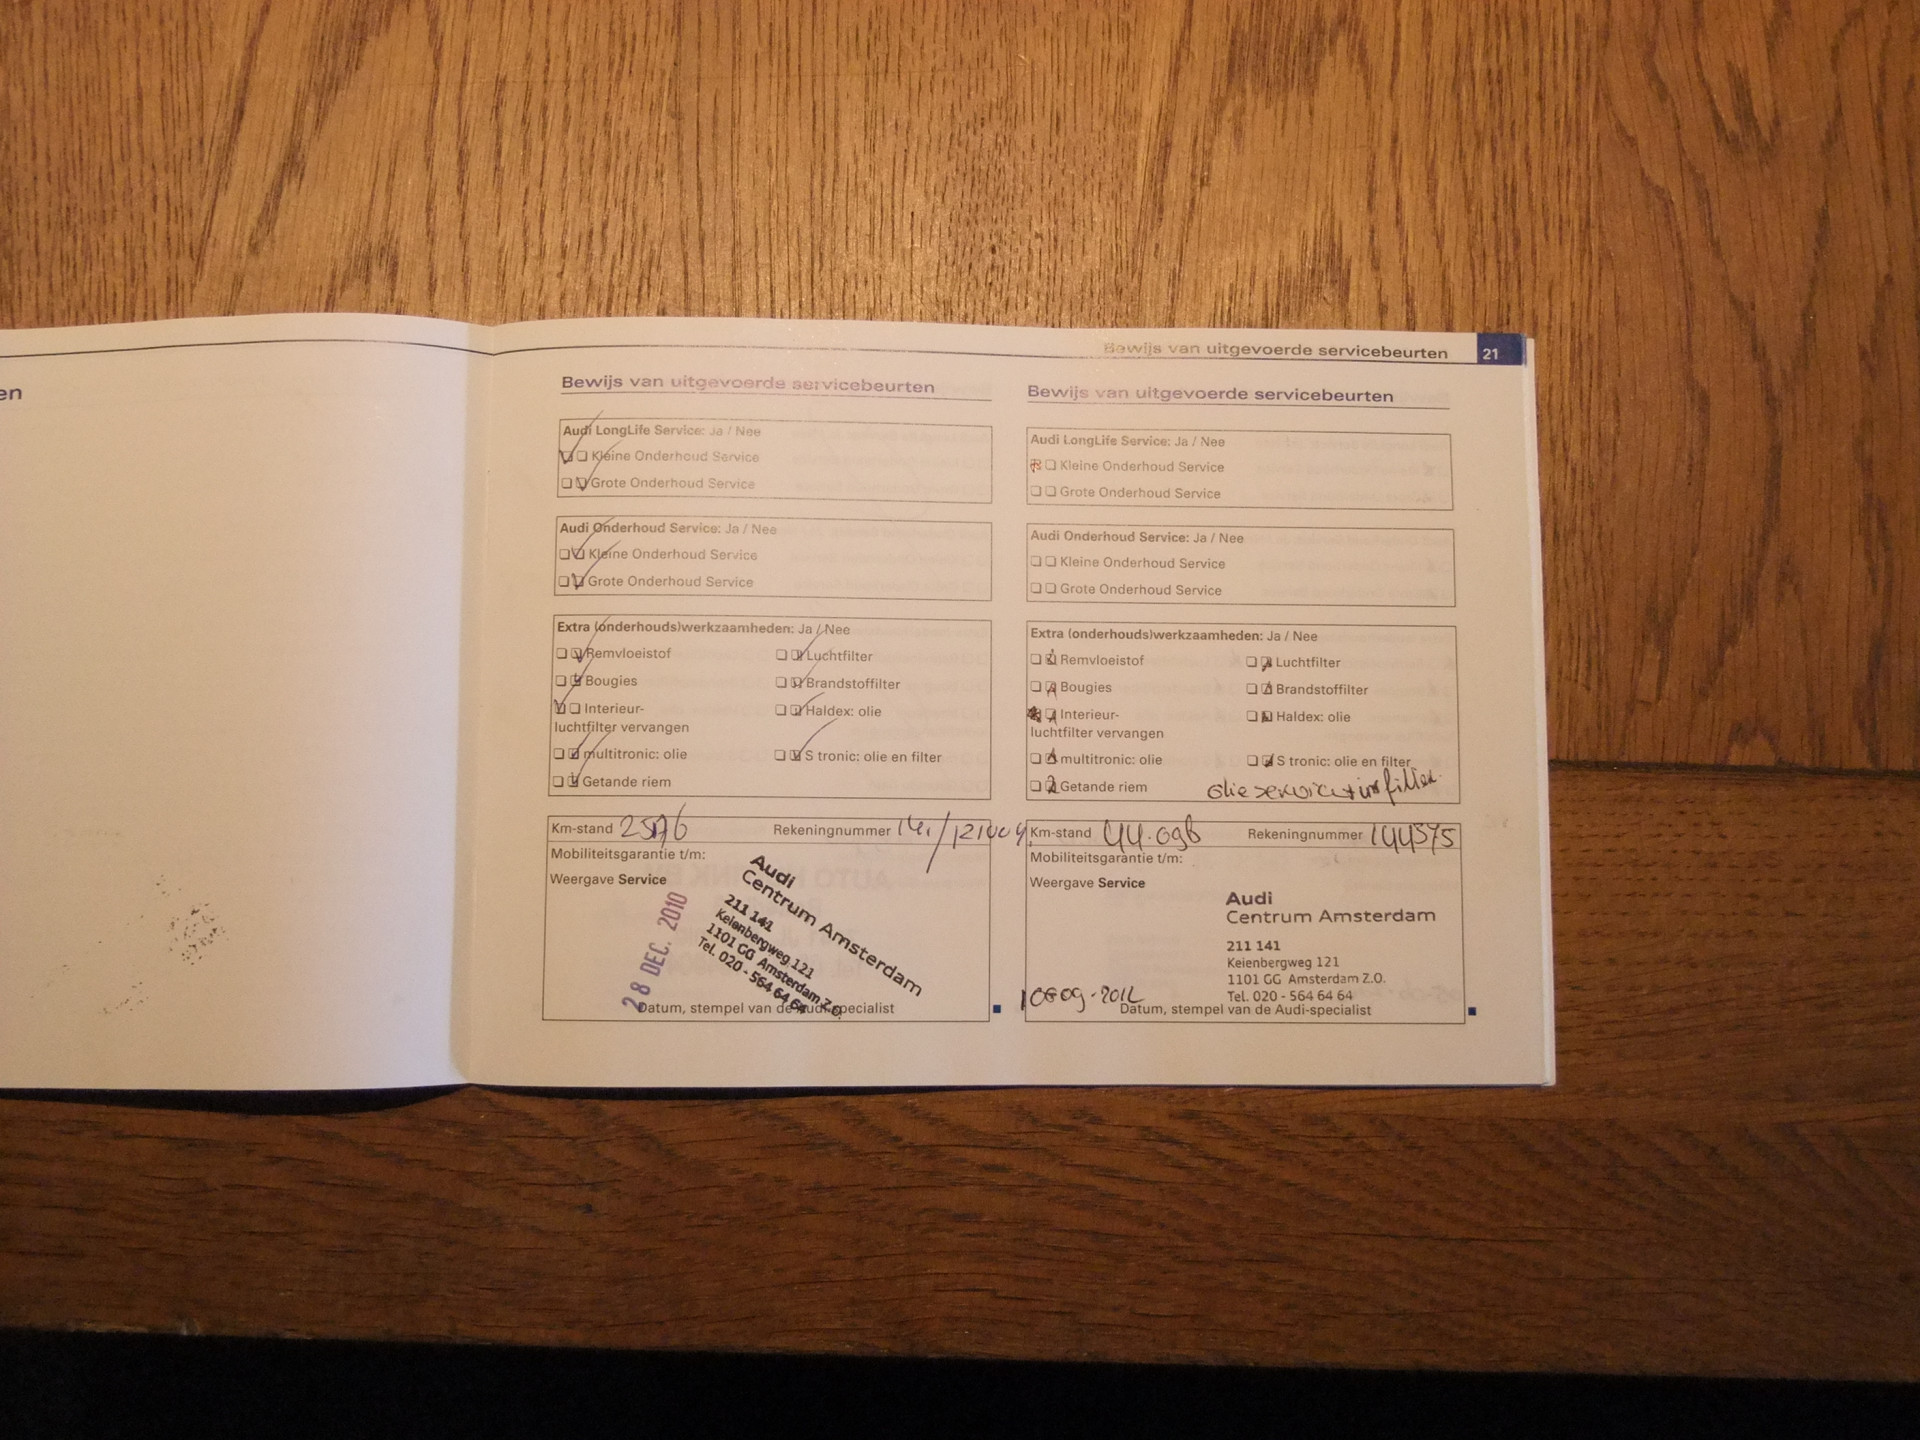 en
Bewijs van uitgevoerde servicebeurten 21
Bewijs van uitgevoerde servicebeurten
Audi LongLife Service: Ja / Nee
Kleine Onderhoud Service
Grote Onderhoud Service
Audi Onderhoud Service: Ja / Nee
Kleine Onderhoud Service
Grote Onderhoud Service
Extra (onderhouds)werkzaamheden: Ja / Nee
Remvloeistof Luchtfilter
Bougies Brandstoffilter
Interieur- Haldex: olie
luchtfilter vervangen
multitronic: olie S tronic: olie en filter
Getande riem
Km-stand Rekeningnummer
Mobiliteitsgarantie t/m:
Weergave Service
28 DEC. 2010
Audi
Centrum Amsterdam
211 141
Keienbergweg 121
1101 GG Amsterdam Z.O.
Tel. 020 - 564 64 64
Datum, stempel van de Audi-specialist
Bewijs van uitgevoerde servicebeurten
Audi LongLife Service: Ja / Nee
Kleine Onderhoud Service
Grote Onderhoud Service
Audi Onderhoud Service: Ja / Nee
Kleine Onderhoud Service
Grote Onderhoud Service
Extra (onderhouds)werkzaamheden: Ja / Nee
Remvloeistof Luchtfilter
Bougies Brandstoffilter
Interieur- Haldex: olie
luchtfilter vervangen
multitronic: olie S tronic: olie en filter
Getande riem
Km-stand 44.096 Rekeningnummer 144575
Mobiliteitsgarantie t/m:
Weergave Service
Audi
Centrum Amsterdam
211 141
Keienbergweg 121
1101 GG Amsterdam Z.O.
Tel. 020 - 564 64 64
Datum, stempel van de Audi-specialist